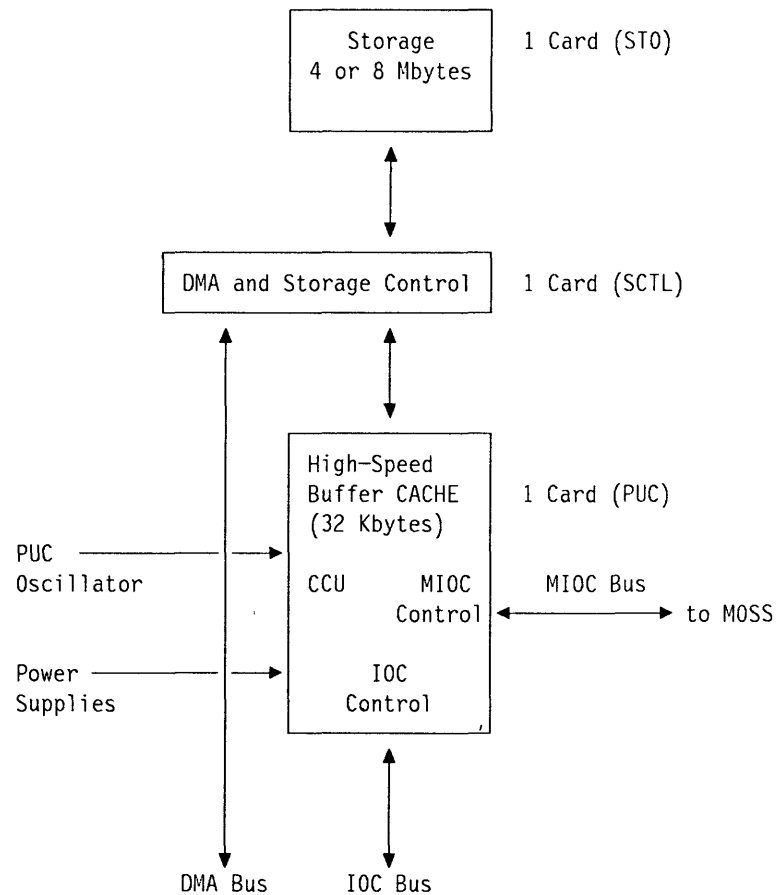 Storage
4 or 8 Mbytes
1 Card (STO)
DMA and Storage Control
1 Card (SCTL)
High-Speed
Buffer CACHE
(32 Kbytes)
1 Card (PUC)
PUC
Oscillator
CCU
MIOC
Control
MIOC Bus
to MOSS
Power
Supplies
IOC
Control
DMA Bus
IOC Bus